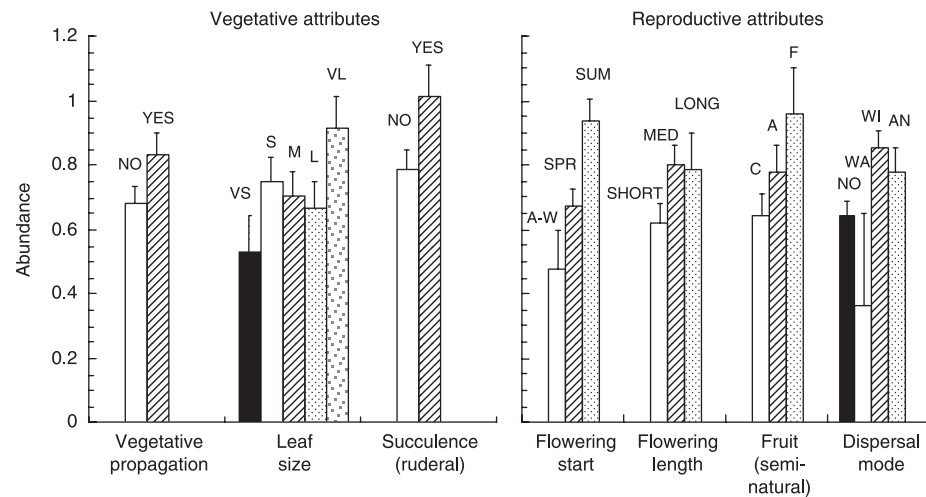 Vegetative attributes
Reproductive attributes
Abundance
1.2
1
0.8
0.6
0.4
0.2
0
NO
YES
VS
S
M
L
VL
NO
YES
A-W
SPR
SUM
SHORT
MED
LONG
C
A
F
NO
WA
WI
AN
Vegetative
propagation
Leaf
size
Succulence
(ruderal)
Flowering
start
Flowering
length
Fruit
(semi-
natural)
Dispersal
mode